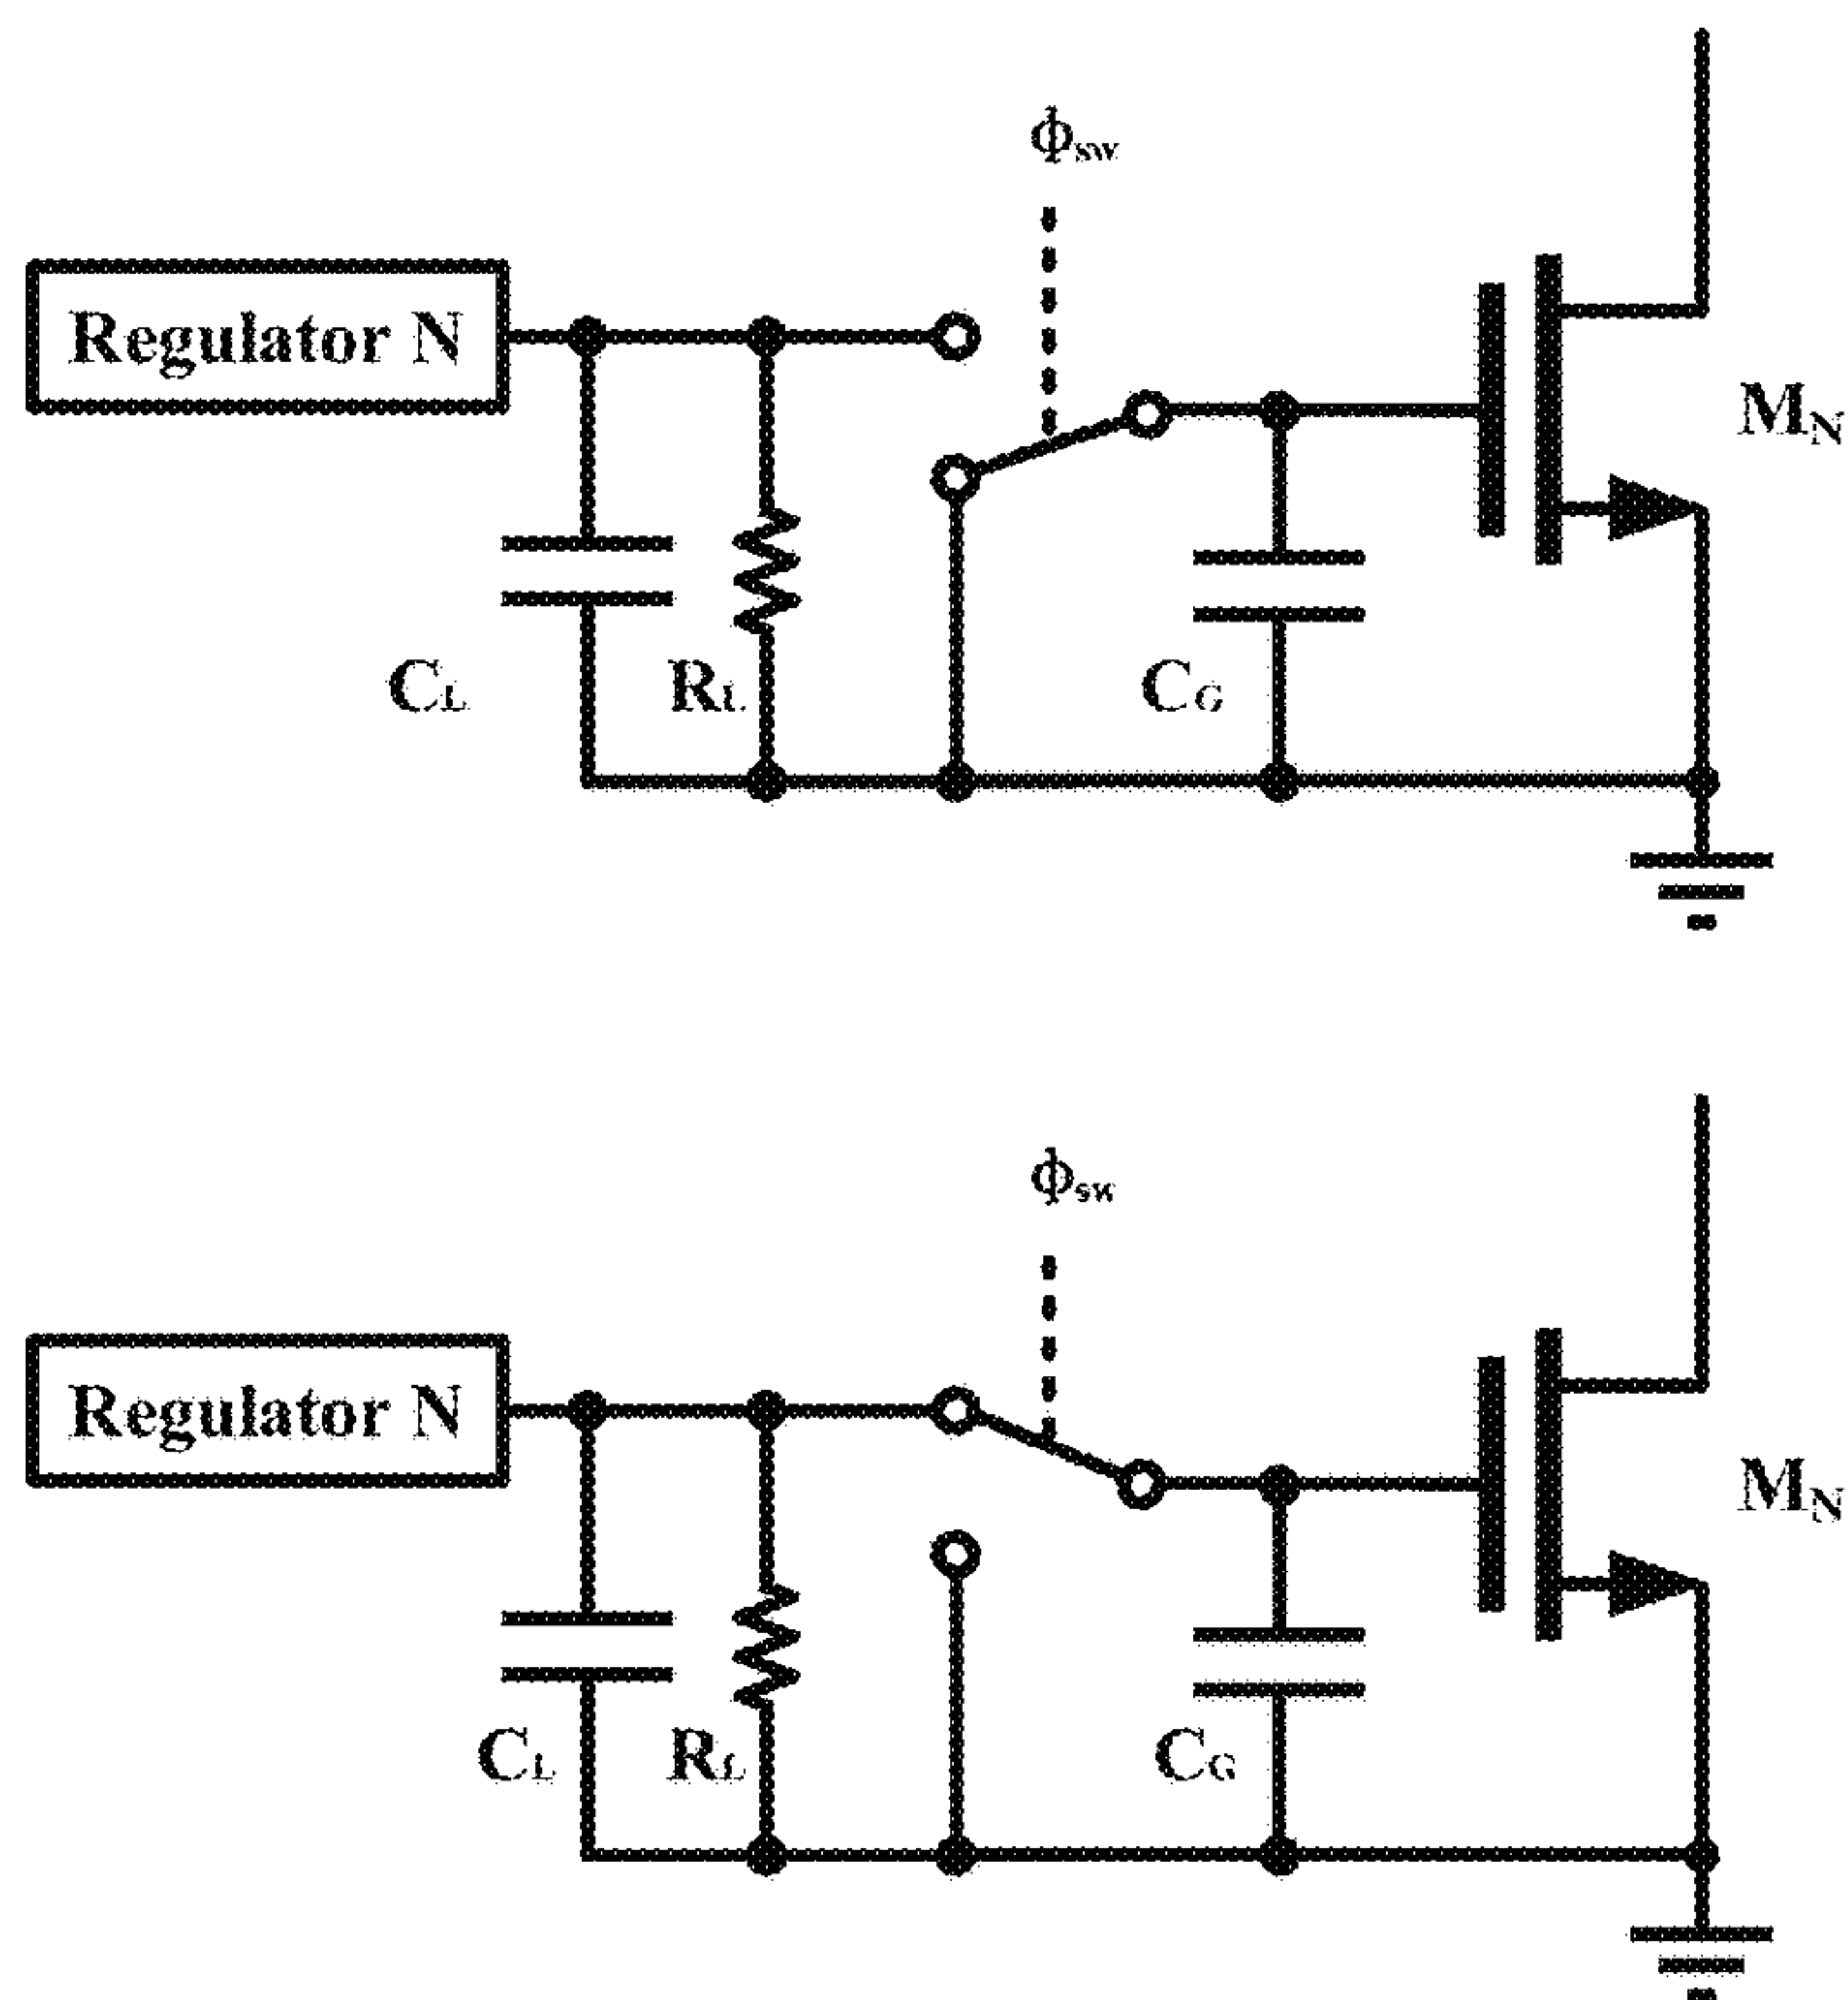 ϕsw
Regulator N
MN
CL RL CG
ϕsw
Regulator N
MN
CL RL CG